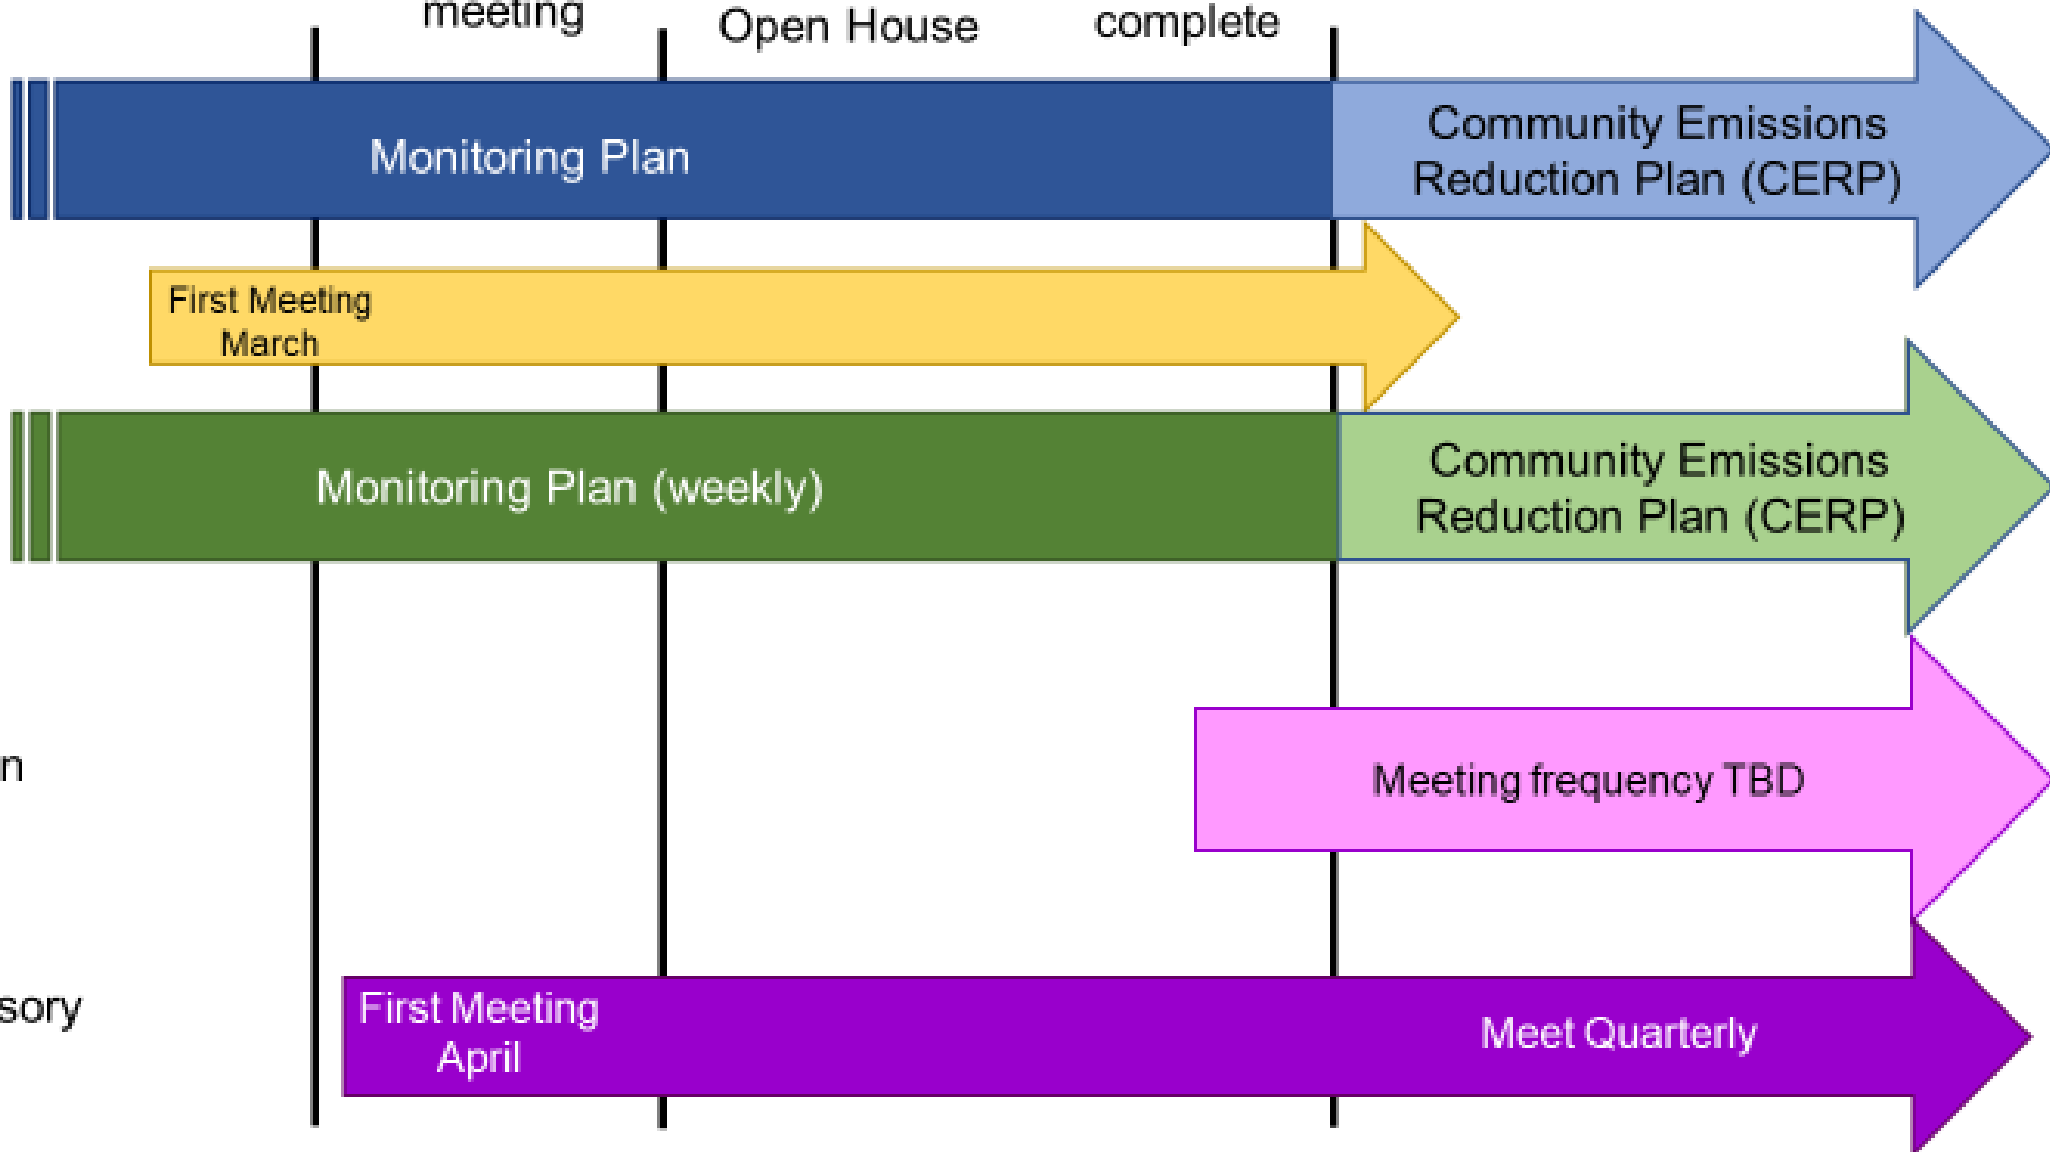 meeting
Open House
complete
Monitoring Plan
Community Emissions
Reduction Plan (CERP)
First Meeting
March
Monitoring Plan (weekly)
Community Emissions
Reduction Plan (CERP)
n
Meeting frequency TBD
sory
First Meeting
April
Meet Quarterly